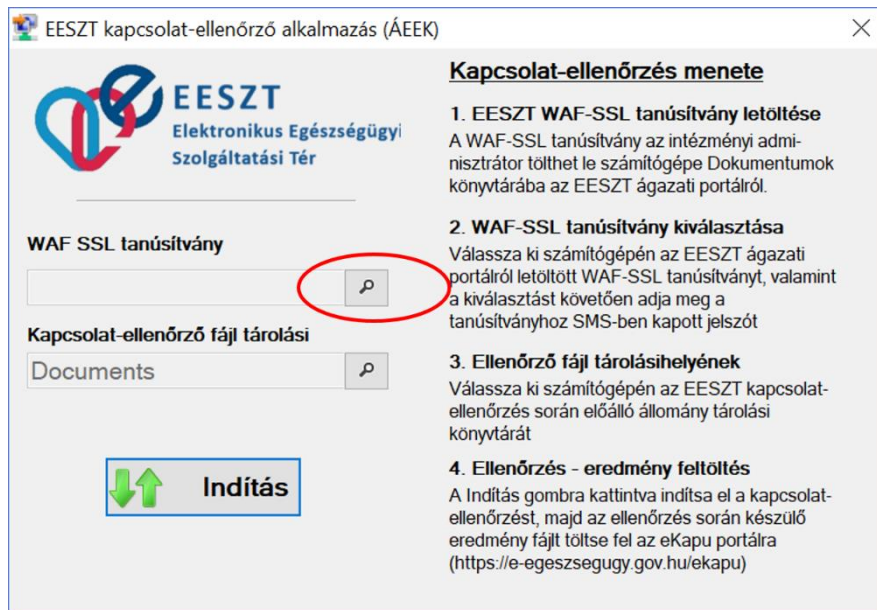 EESZT kapcsolat-ellenőrző alkalmazás (ÁEEK)
EESZT
Elektronikus Egészségügyi
Szolgáltatási Tér
WAF SSL tanúsítvány
Kapcsolat-ellenőrző fájl tárolási
Documents
Indítás
Kapcsolat-ellenőrzés menete
1. EESZT WAF-SSL tanúsítvány letöltése
A WAF-SSL tanúsítvány az intézményi admi-
nisztrátor tölthet le számítógépe Dokumentumok
könyvtárába az EESZT ágazati portálról.
2. WAF-SSL tanúsítvány kiválasztása
Válassza ki számítógépén az EESZT ágazati
portálról letöltött WAF-SSL tanúsítványt, valamint
a kiválasztást követően adja meg a
tanúsítványhoz SMS-ben kapott jelszót
3. Ellenőrző fájl tárolásihelyének
Válassza ki számítógépén az EESZT kapcsolat-
ellenőrzés során előálló állomány tárolási
könyvtárát
4. Ellenőrzés - eredmény feltöltés
A Indítás gombra kattintva indítsa el a kapcsolat-
ellenőrzést, majd az ellenőrzés során készülő
eredmény fájlt töltse fel az eKapu portálra
(https://e-egeszsegugy.gov.hu/ekapu)